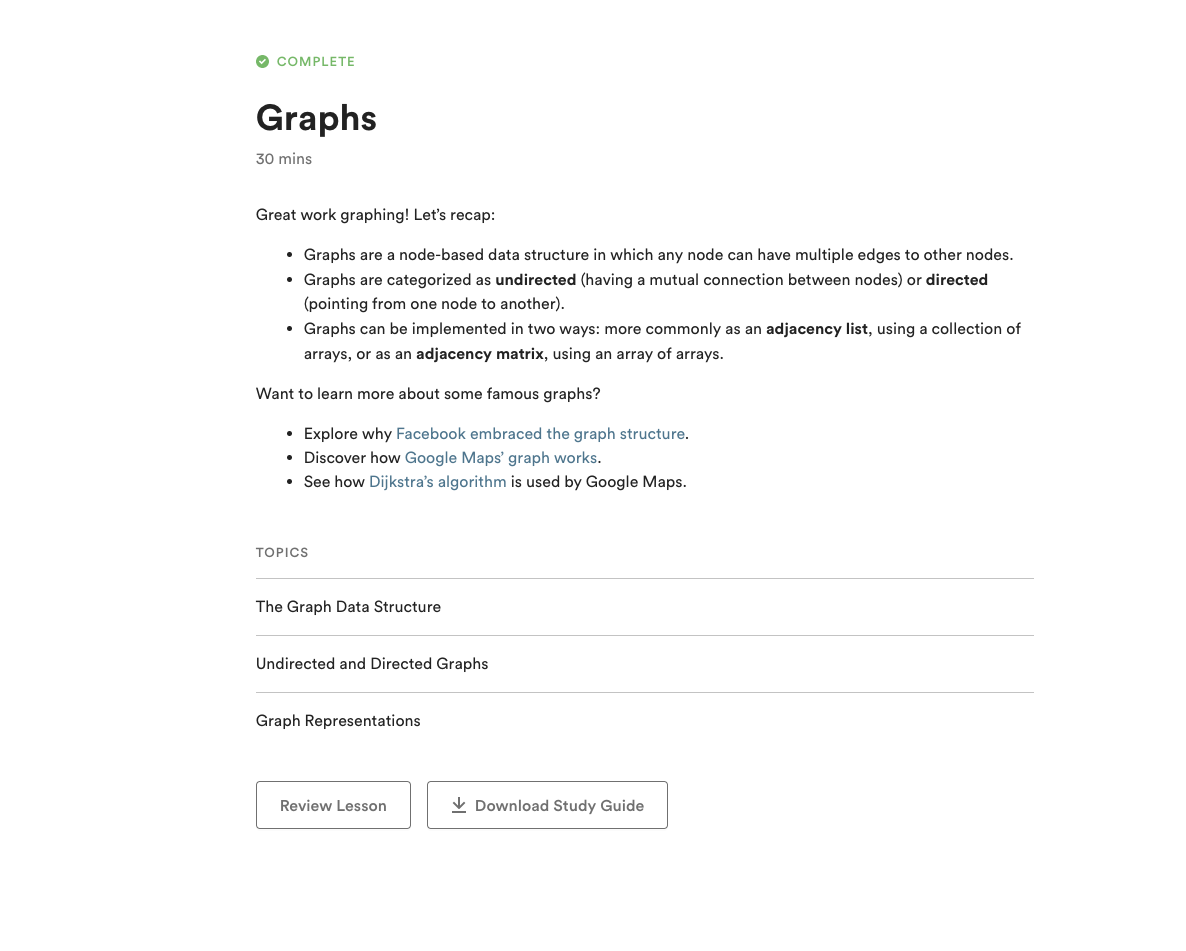 COMPLETE
Graphs
30 mins
Great work graphing! Let’s recap:
• Graphs are a node-based data structure in which any node can have multiple edges to other nodes.
• Graphs are categorized as undirected (having a mutual connection between nodes) or directed
(pointing from one node to another).
• Graphs can be implemented in two ways: more commonly as an adjacency list, using a collection of
arrays, or as an adjacency matrix, using an array of arrays.
Want to learn more about some famous graphs?
• Explore why Facebook embraced the graph structure.
• Discover how Google Maps’ graph works.
• See how Dijkstra’s algorithm is used by Google Maps.
TOPICS
The Graph Data Structure
Undirected and Directed Graphs
Graph Representations
Review Lesson
Download Study Guide